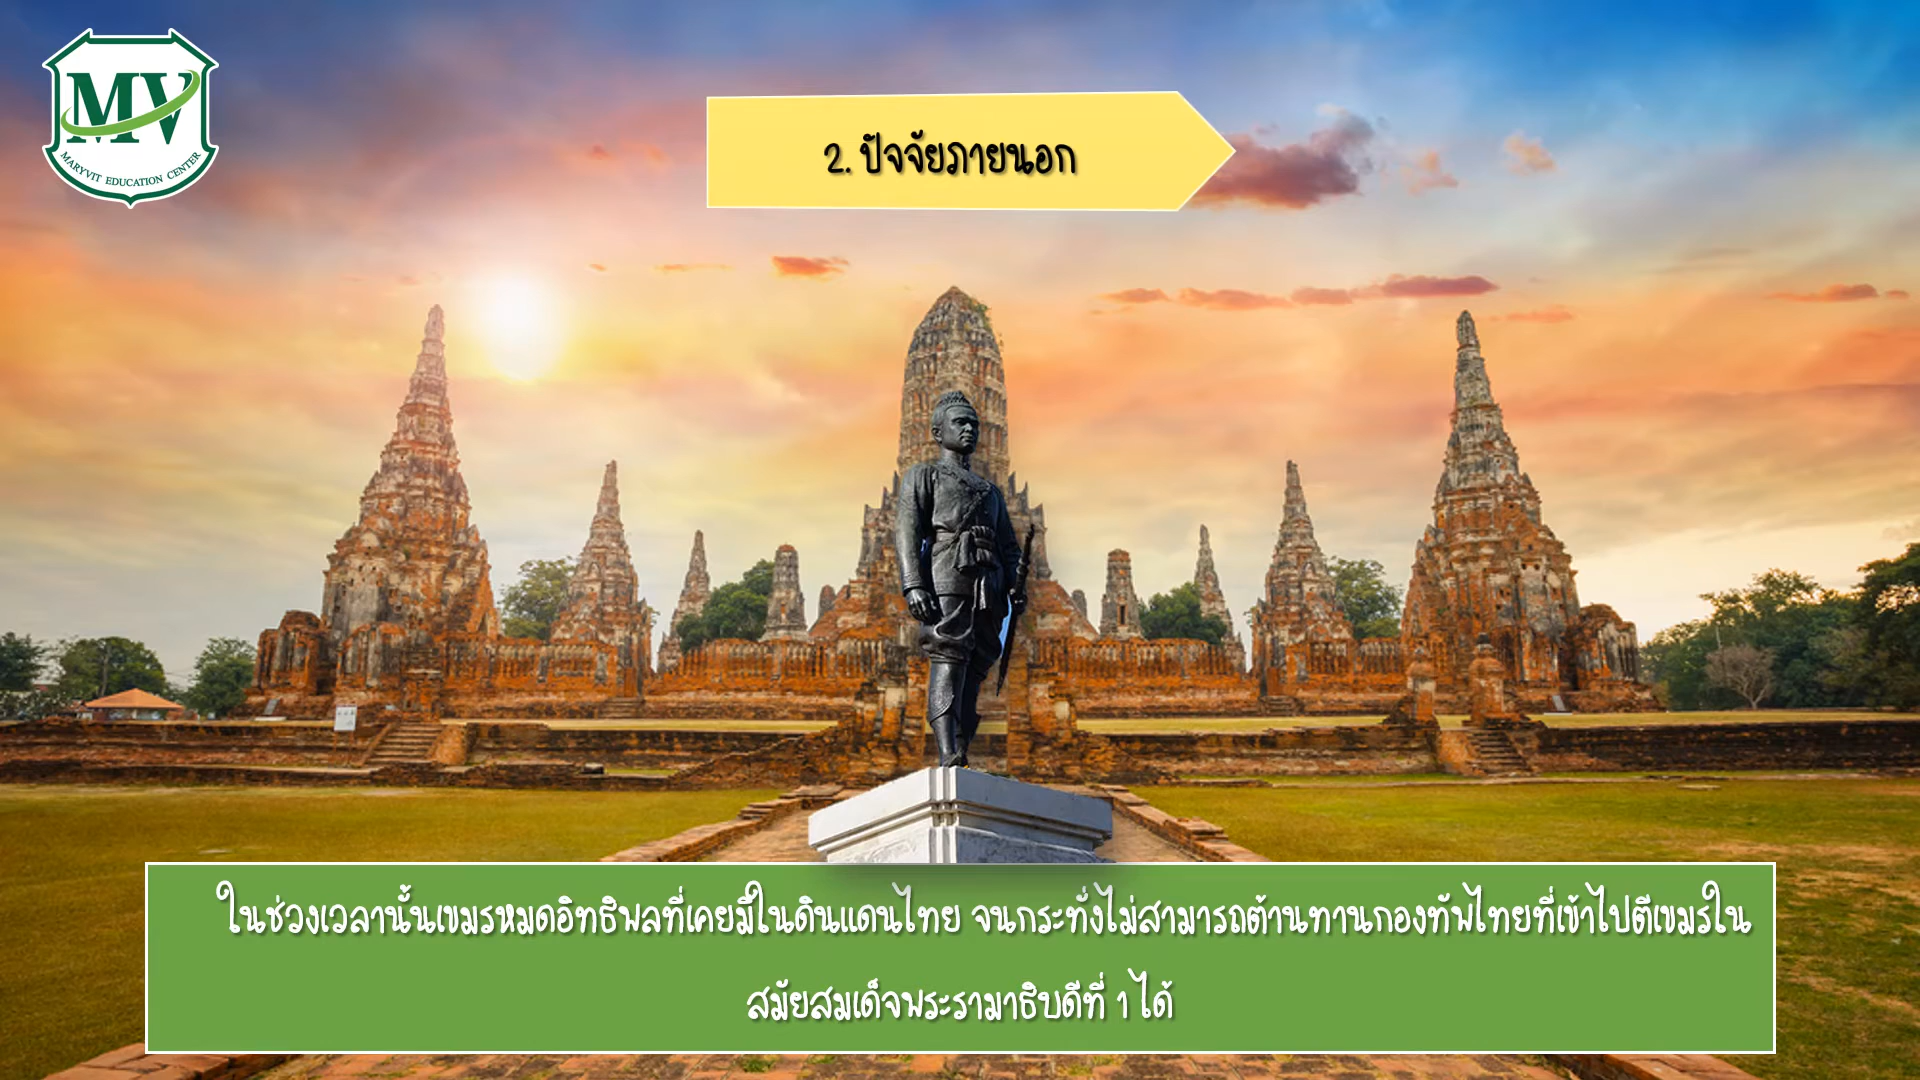 MV
MARYVIT EDUCATION CENTER
2. ปัจจัยภายนอก
ในช่วงเวลานั้นเขมรหมดอิทธิพลที่เคยมีในดินแดนไทย จนกระทั่งไม่สามารถต้านทานกองทัพไทยที่เข้าไปตีเขมรใน
สมัยสมเด็จพระรามาธิบดีที่ 1 ได้